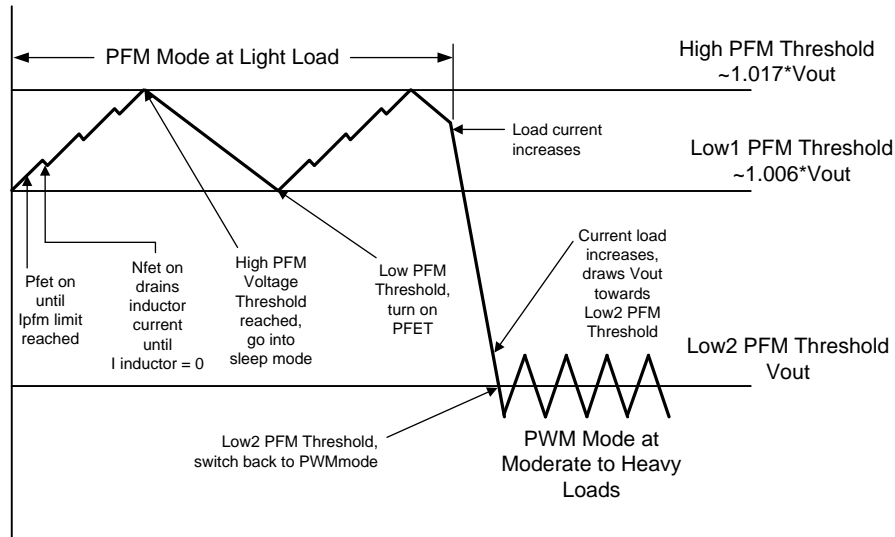 PFM Mode at Light Load
High PFM Threshold
~1.017*Vout
Load current
increases
Low1 PFM Threshold
~1.006*Vout
Pfet on
until
Ipfm limit
reached
Nfet on
drains
inductor
current
until
I inductor = 0
High PFM
Voltage
Threshold
reached,
go into
sleep mode
Low PFM
Threshold,
turn on
PFET
Current load
increases,
draws Vout
towards
Low2 PFM
Threshold
Low2 PFM Threshold
Vout
Low2 PFM Threshold,
switch back to PWMmode
PWM Mode at
Moderate to Heavy
Loads